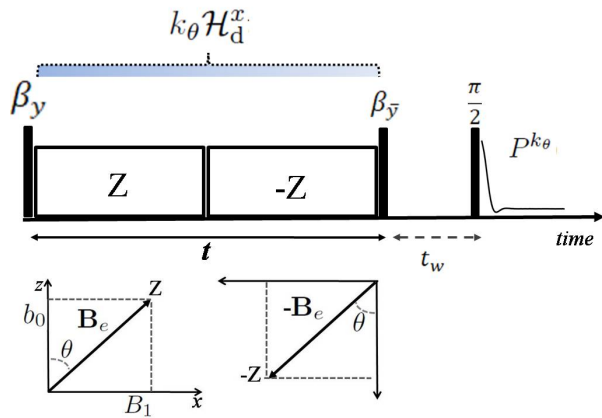 k_θ ℋ_d^x.
β_y
β_ȳ
π/2
P^{k_θ}
Z
-Z
t
t_w
time
z
b_0
B_e
Z
θ
B_1
x
-B_e
θ
-Z